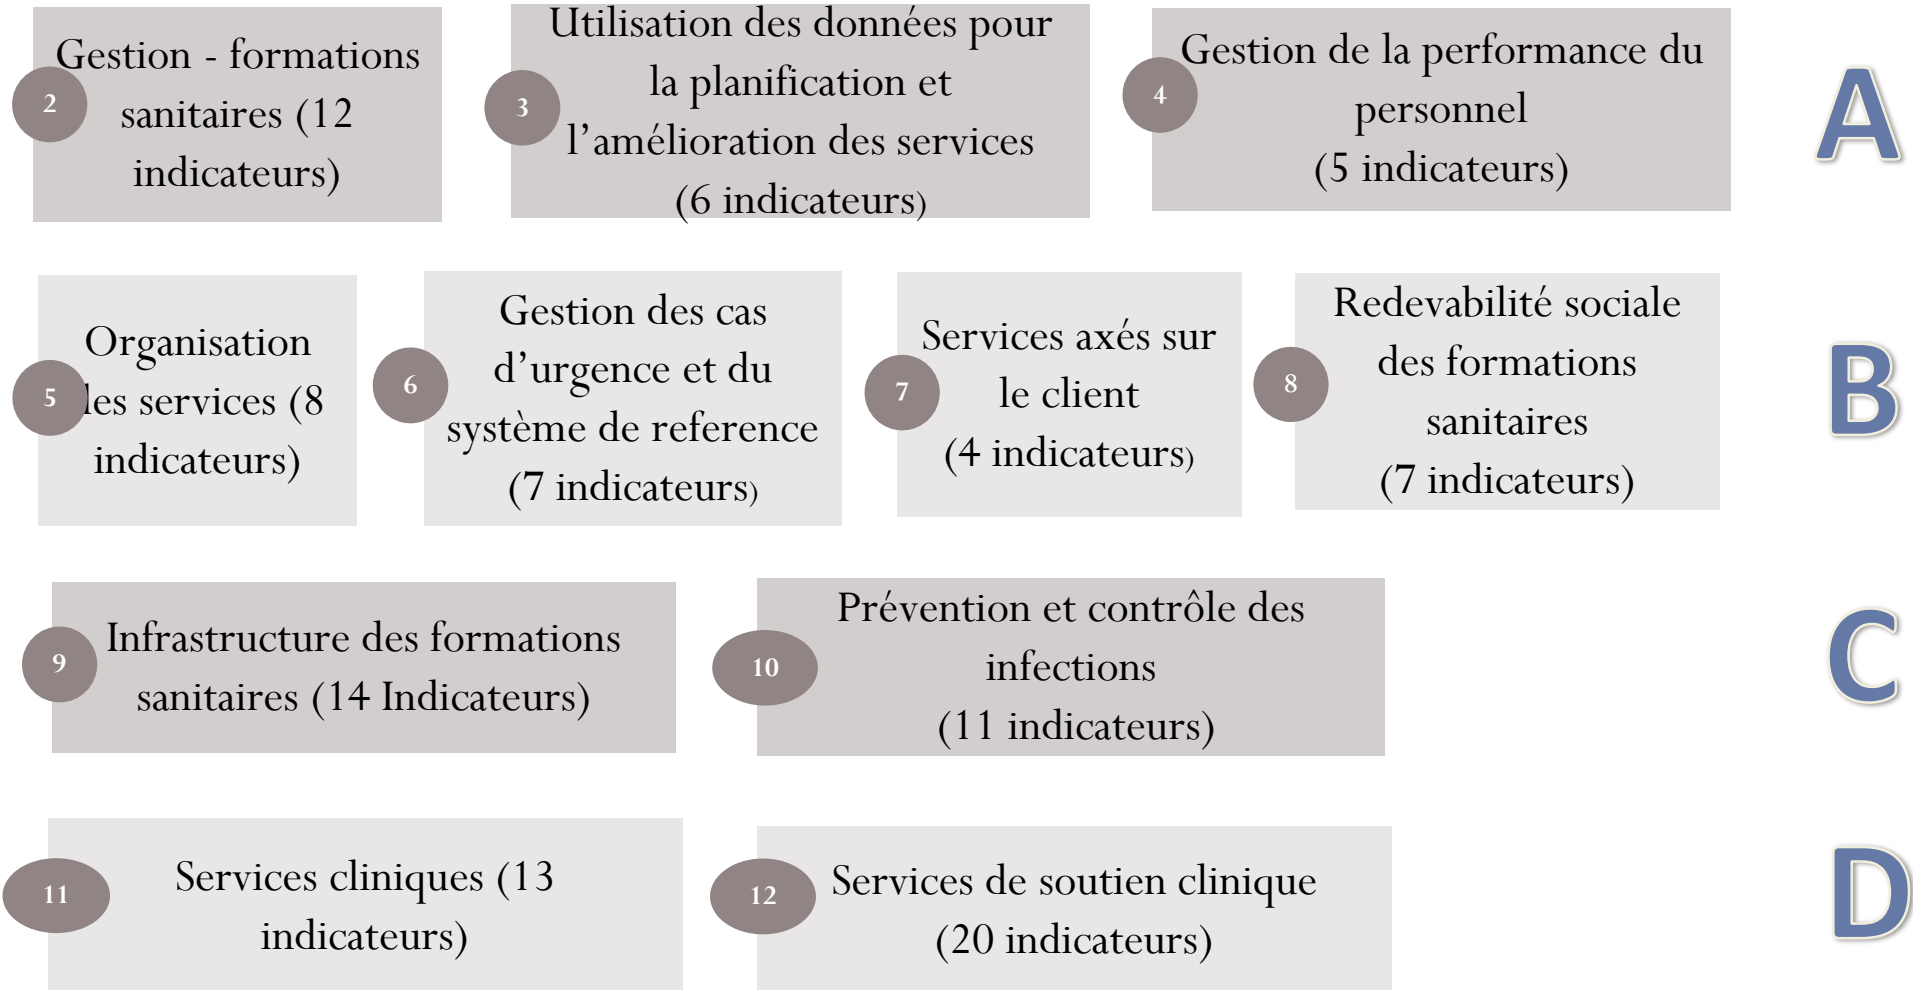 2
Gestion - formations
sanitaires (12
indicateurs)
3
Utilisation des données pour
la planification et
l’amélioration des services
(6 indicateurs)
4
Gestion de la performance du
personnel
(5 indicateurs)
A
5
Organisation
les services (8
indicateurs)
6
Gestion des cas
d’urgence et du
système de reference
(7 indicateurs)
7
Services axés sur
le client
(4 indicateurs)
8
Redevabilité sociale
des formations
sanitaires
(7 indicateurs)
B
9
Infrastructure des formations
sanitaires (14 Indicateurs)
10
Prévention et contrôle des
infections
(11 indicateurs)
C
11
Services cliniques (13
indicateurs)
12
Services de soutien clinique
(20 indicateurs)
D